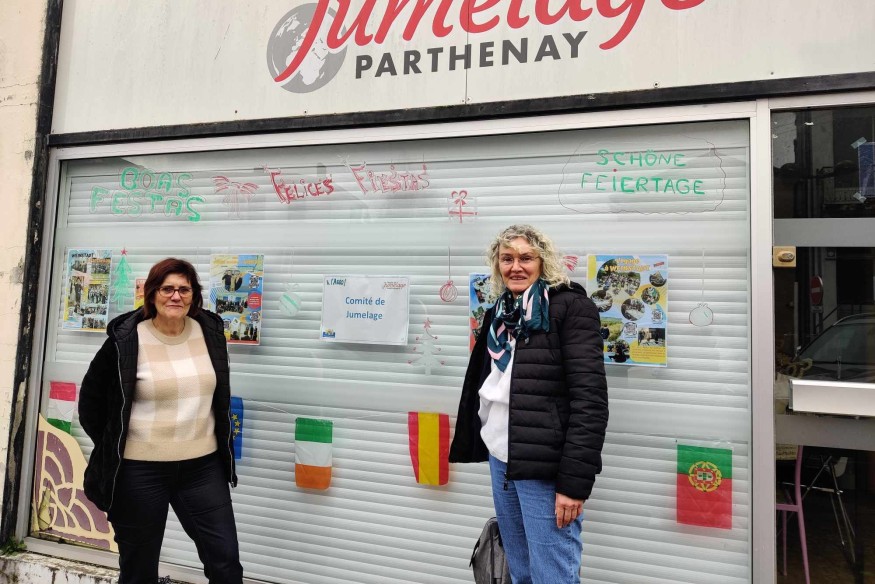 Jumelage
PARTHENAY
BOAS
FESTAS
FELICES FIESTAS
SCHÖNE
FEIERTAGE
Comité de
Jumelage